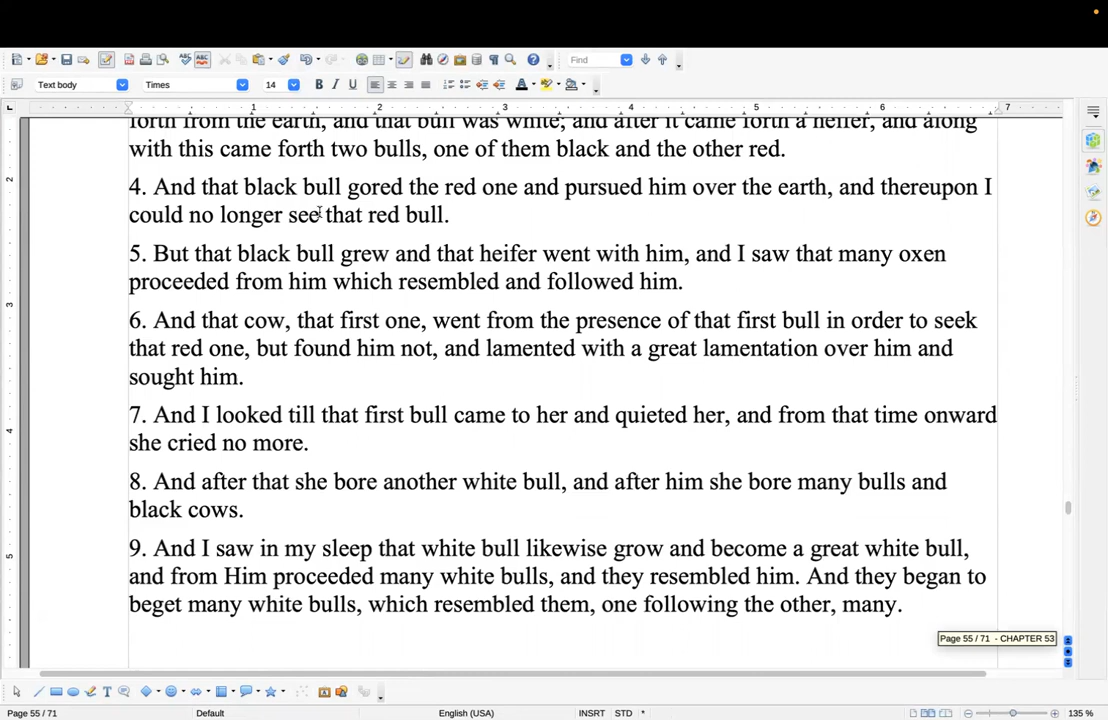 Find
Text body
Times
14
B I U
1 2 3 4 5 6 7
forth from the earth, and that bull was white; and after it came forth a heifer, and along
with this came forth two bulls, one of them black and the other red.
4. And that black bull gored the red one and pursued him over the earth, and thereupon I
could no longer see that red bull.
5. But that black bull grew and that heifer went with him, and I saw that many oxen
proceeded from him which resembled and followed him.
6. And that cow, that first one, went from the presence of that first bull in order to seek
that red one, but found him not, and lamented with a great lamentation over him and
sought him.
7. And I looked till that first bull came to her and quieted her, and from that time onward
she cried no more.
8. And after that she bore another white bull, and after him she bore many bulls and
black cows.
9. And I saw in my sleep that white bull likewise grow and become a great white bull,
and from Him proceeded many white bulls, and they resembled him. And they began to
beget many white bulls, which resembled them, one following the other, many.
Page 55 / 71 - CHAPTER 53
2
3
4
5
Page 55 / 71
Default
English (USA)
INSRT
STD
*
135 %